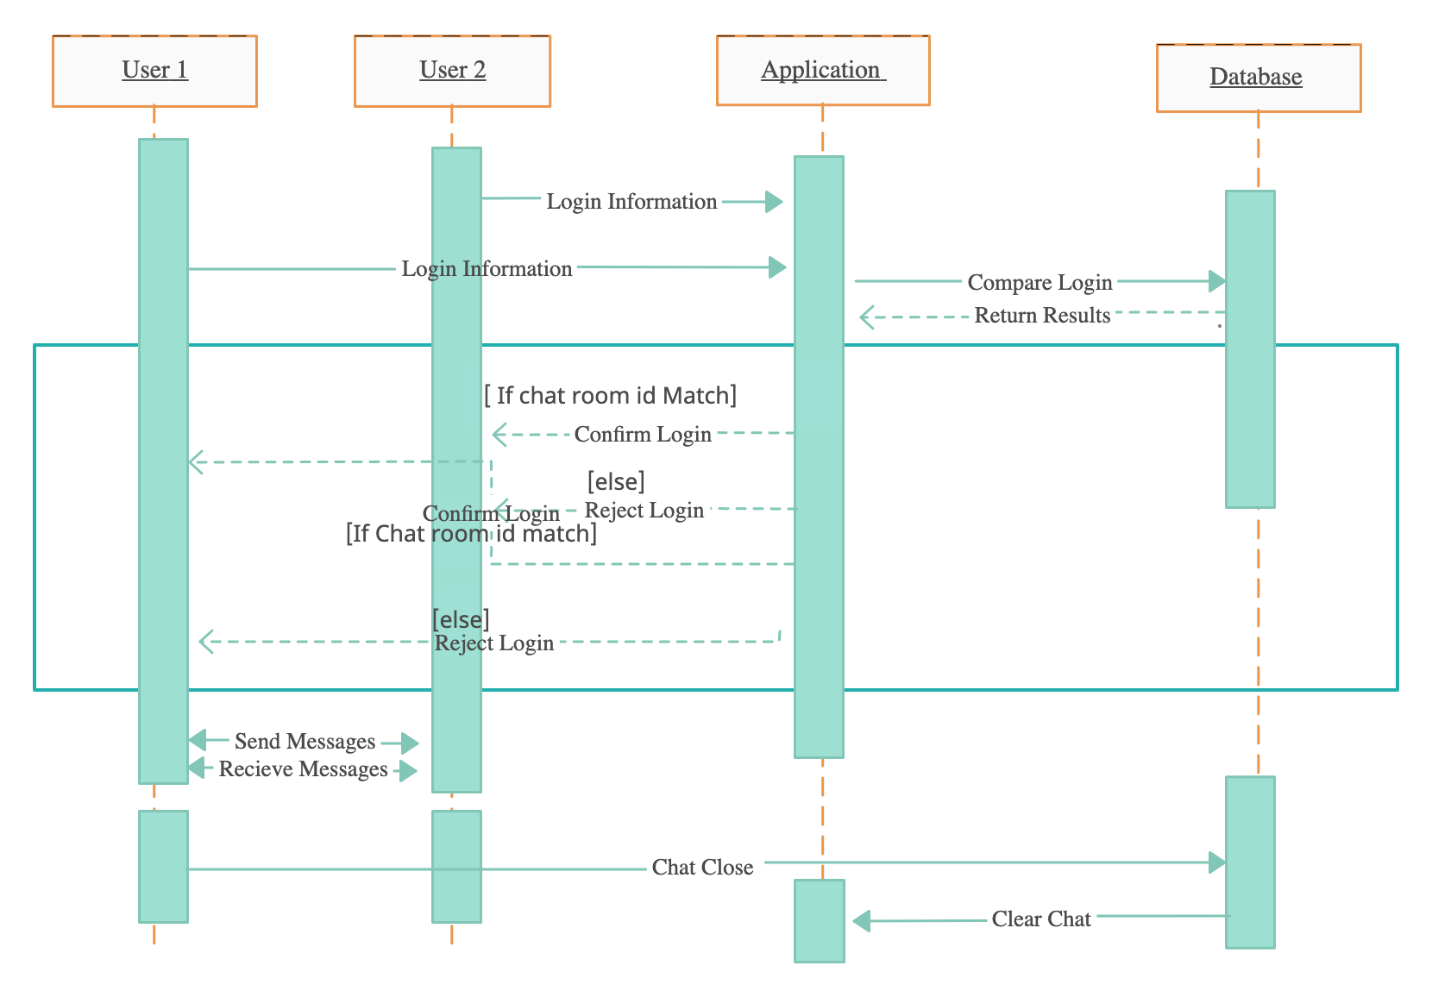 User 1
User 2
Application
Database
Login Information
Login Information
Compare Login
Return Results
[ If chat room id Match]
Confirm Login
[else]
Reject Login
Confirm Login
[If Chat room id match]
[else]
Reject Login
Send Messages
Recieve Messages
Chat Close
Clear Chat